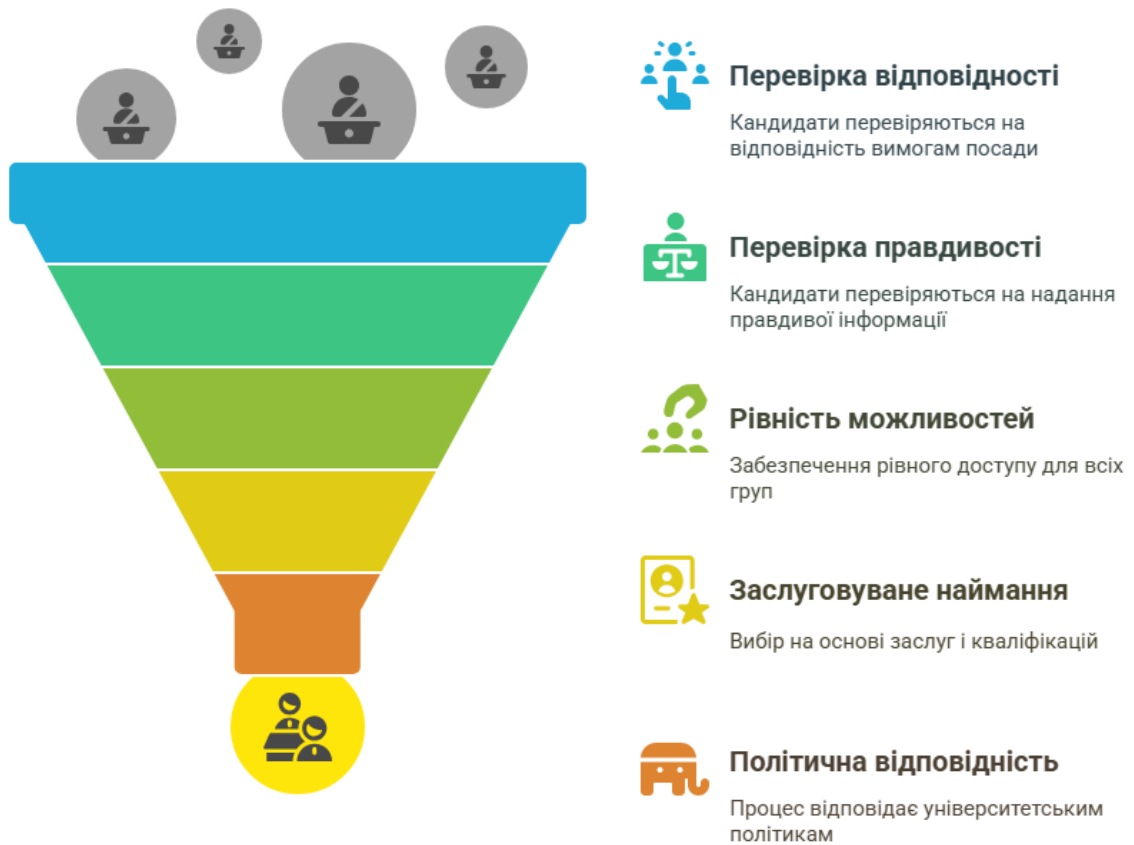 Перевірка відповідності
Кандидати перевіряються на
відповідність вимогам посади
Перевірка правдивості
Кандидати перевіряються на надання
правдивої інформації
Рівність можливостей
Забезпечення рівного доступу для всіх
груп
Заслуговуване наймання
Вибір на основі заслуг і кваліфікацій
Політична відповідність
Процес відповідає університетським
політикам